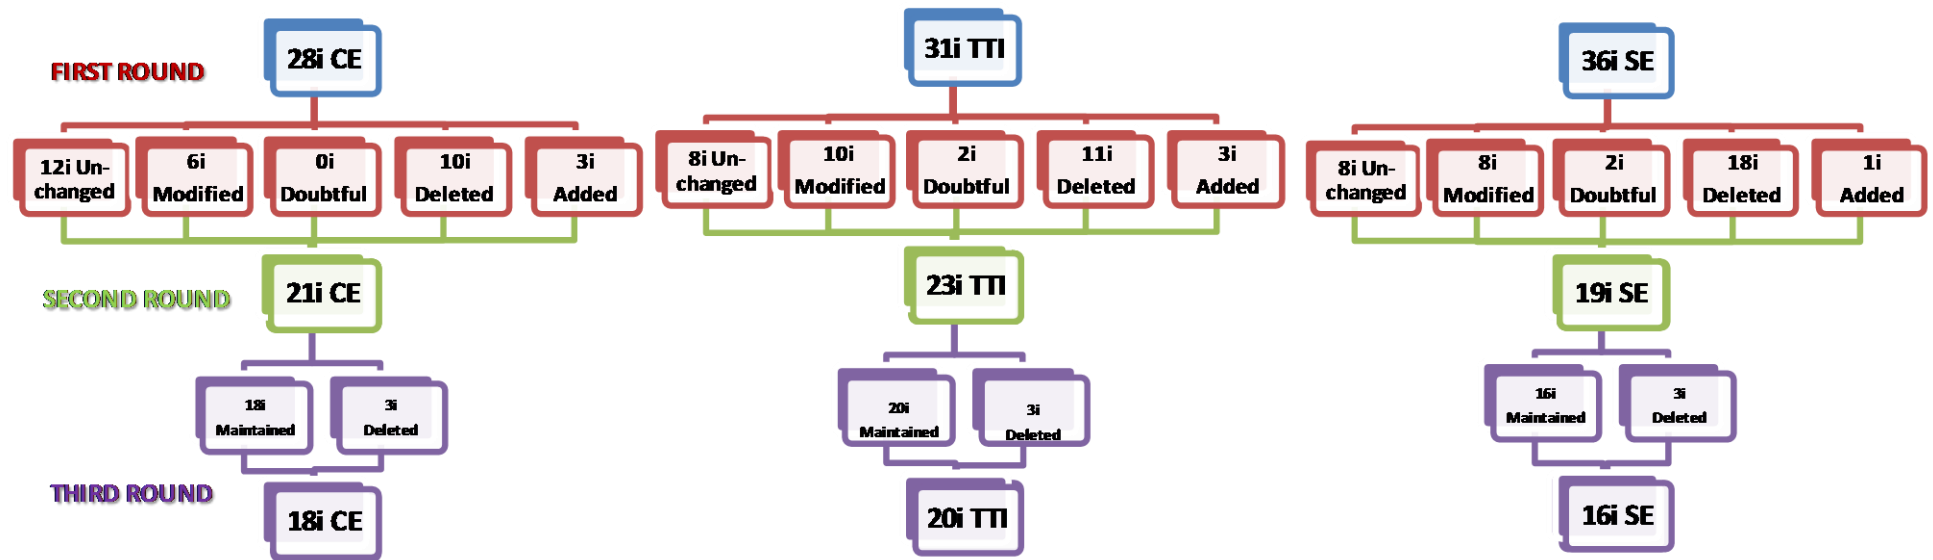 28i CE
31i TTI
36i SE
FIRST ROUND
12i Un-
changed
6i
Modified
0i
Doubtful
10i
Deleted
3i
Added
8i Un-
changed
10i
Modified
2i
Doubtful
11i
Deleted
3i
Added
8i Un-
changed
8i
Modified
2i
Doubtful
18i
Deleted
1i
Added
SECOND ROUND
21i CE
23i TTI
19i SE
18i
Maintained
3i
Deleted
20i
Maintained
3i
Deleted
16i
Maintained
3i
Deleted
THIRD ROUND
18i CE
20i TTI
16i SE